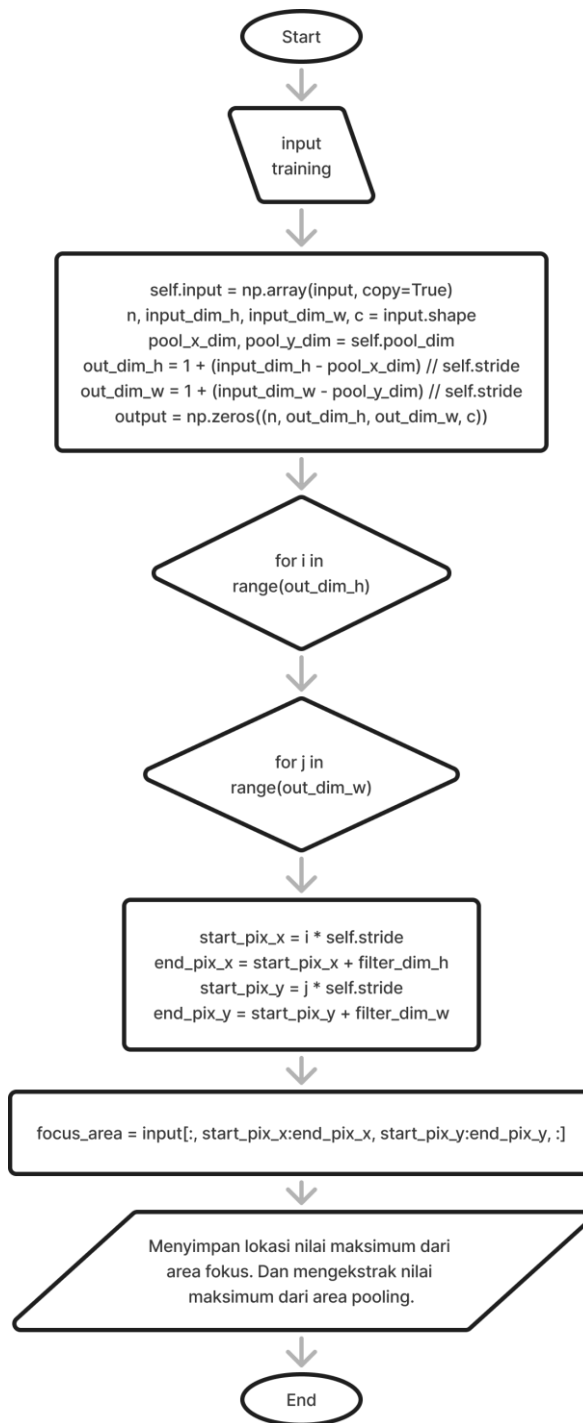 Start
input
training
self.input = np.array(input, copy=True)
n, input_dim_h, input_dim_w, c = input.shape
pool_x_dim, pool_y_dim = self.pool_dim
out_dim_h = 1 + (input_dim_h - pool_x_dim) // self.stride
out_dim_w = 1 + (input_dim_w - pool_y_dim) // self.stride
output = np.zeros((n, out_dim_h, out_dim_w, c))
for i in
range(out_dim_h)
for j in
range(out_dim_w)
start_pix_x = i * self.stride
end_pix_x = start_pix_x + filter_dim_h
start_pix_y = j * self.stride
end_pix_y = start_pix_y + filter_dim_w
focus_area = input[:, start_pix_x:end_pix_x, start_pix_y:end_pix_y, :]
Menyimpan lokasi nilai maksimum dari
area fokus. Dan mengekstrak nilai
maksimum dari area pooling.
End